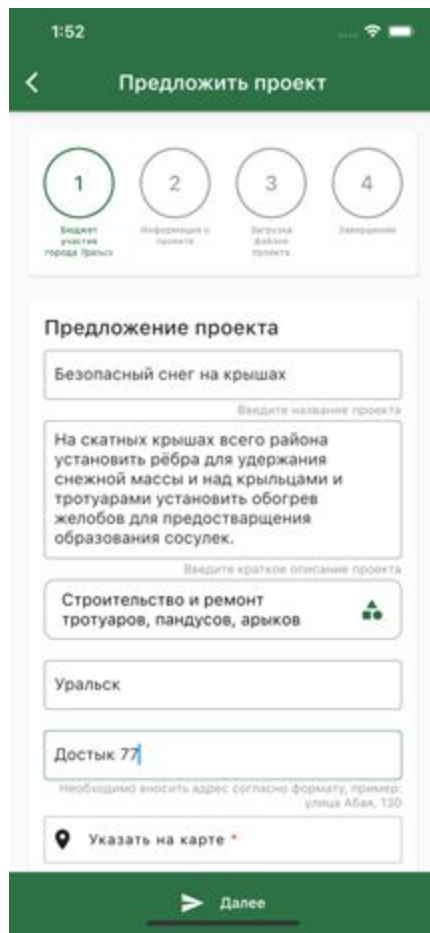 1:52
Предложить проект
1
2
3
4
Бюджет
участия
города Уральск
Информация о
проекте
Загрузка
файлов
проекта
Завершение
Предложение проекта
Безопасный снег на крышах
Введите название проекта
На скатных крышах всего района
установить рёбра для удержания
снежной массы и над крыльцами и
тротуарами установить обогрев
желобов для предостварщения
образования сосулек.
Введите краткое описание проекта
Строительство и ремонт
тротуаров, пандусов, арыков
Уральск
Достык 77
Необходимо вносить адрес согласно формату, пример:
улица Абая, 130
Указать на карте *
Далее